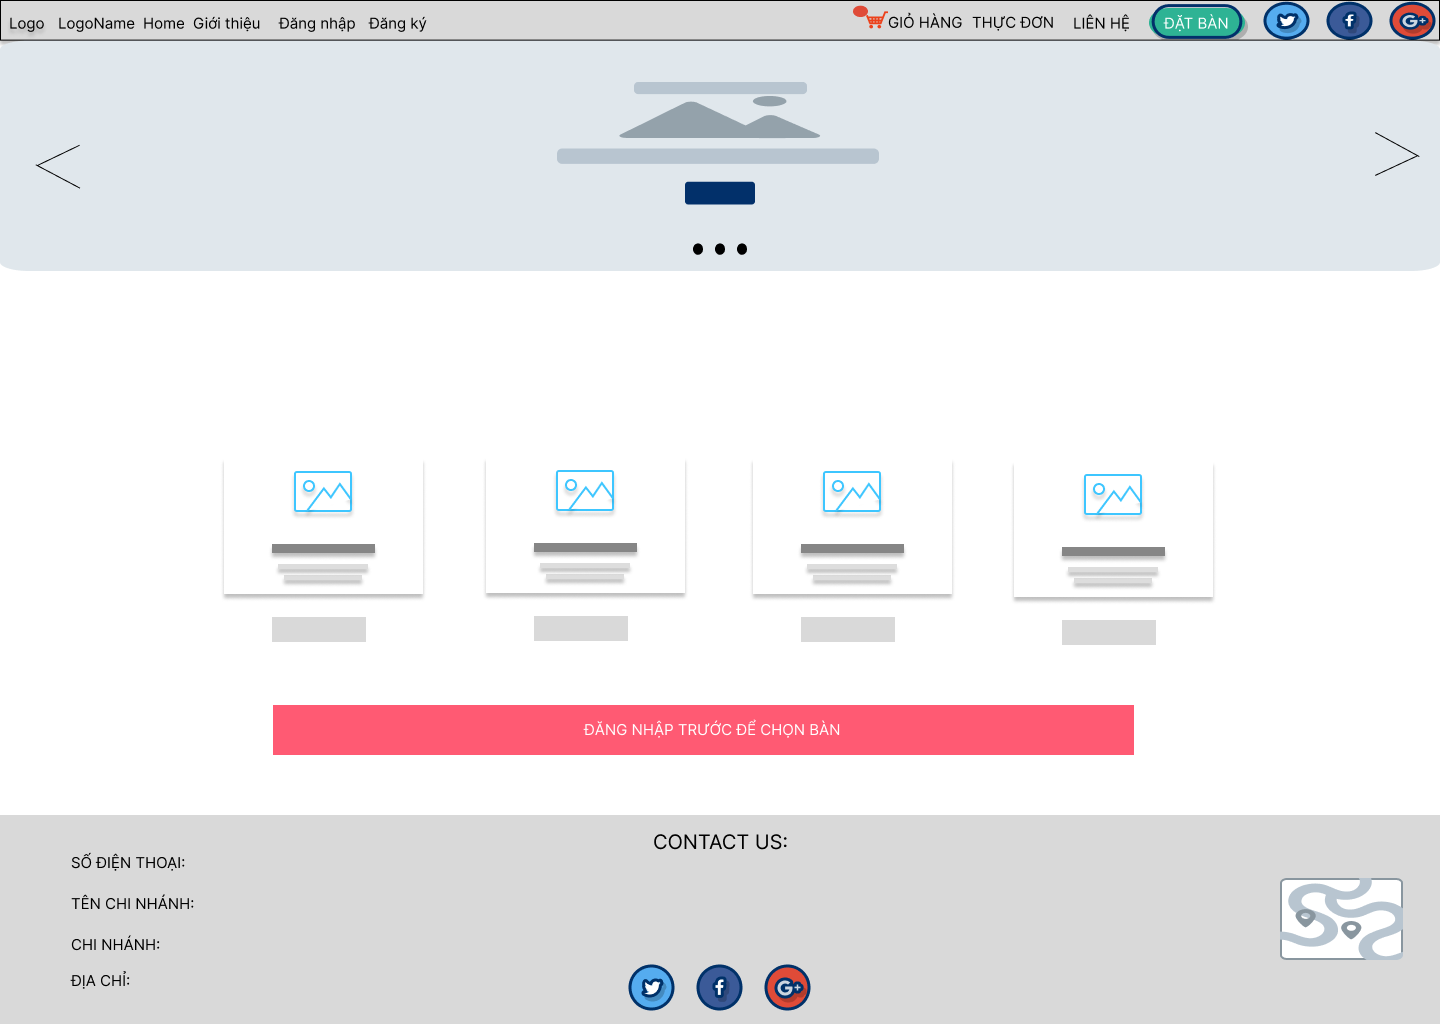 Logo LogoName Home Giới thiệu Đăng nhập Đăng ký GIỎ HÀNG THỰC ĐƠN LIÊN HỆ ĐẶT BÀN
ĐĂNG NHẬP TRƯỚC ĐỂ CHỌN BÀN
CONTACT US:
SỐ ĐIỆN THOẠI:
TÊN CHI NHÁNH:
CHI NHÁNH:
ĐỊA CHỈ: